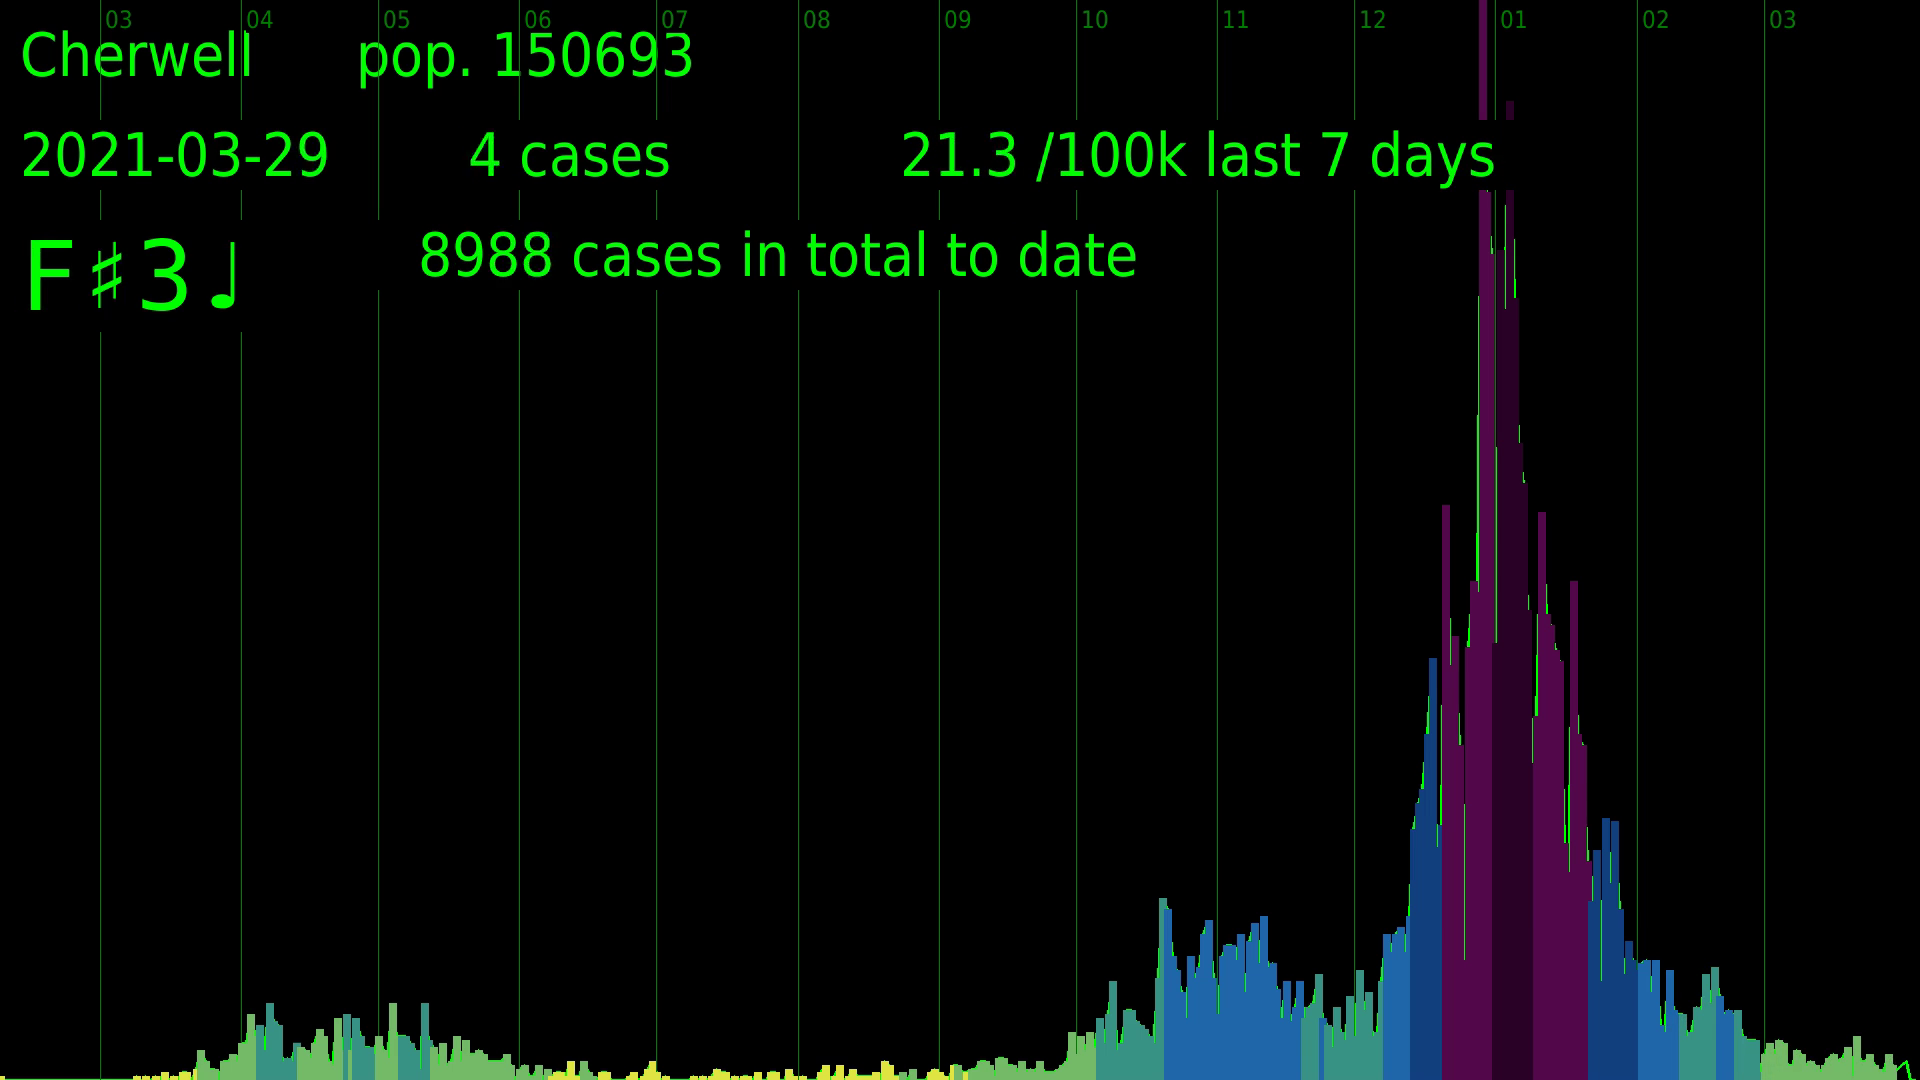 03 04 05 06 07 08 09 10 11 12 01 02 03
Cherwell pop. 150693
2021-03-29 4 cases 21.3 /100k last 7 days
F♯3♩ 8988 cases in total to date